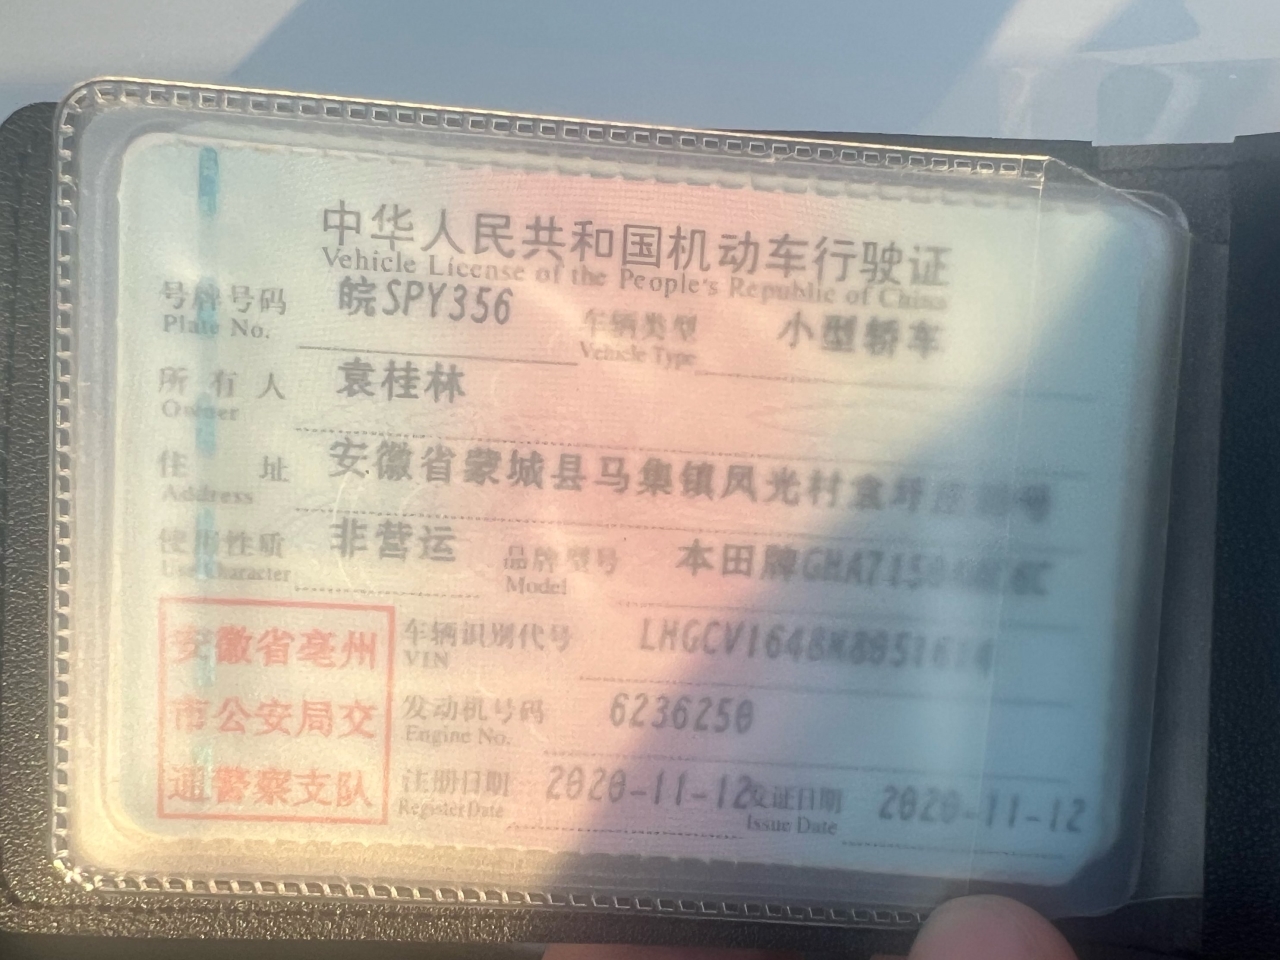 中华人民共和国机动车行驶证
Vehicle License of the People's Republic of China
号牌号码 皖SPY356 车辆类型 小型轿车
Plate No. Vehicle Type
所有人 袁桂林
Owner
住址 安徽省蒙城县马集镇风光村袁
Address
使用性质 非营运 品牌型号 本田牌
Use Character Model
安徽省亳州
市公安局交
通警察支队
车辆识别代号
VIN
发动机号码 6236250
Engine No.
注册日期 2020-11-12 发证日期 2020-11-12
Register Date Issue Date